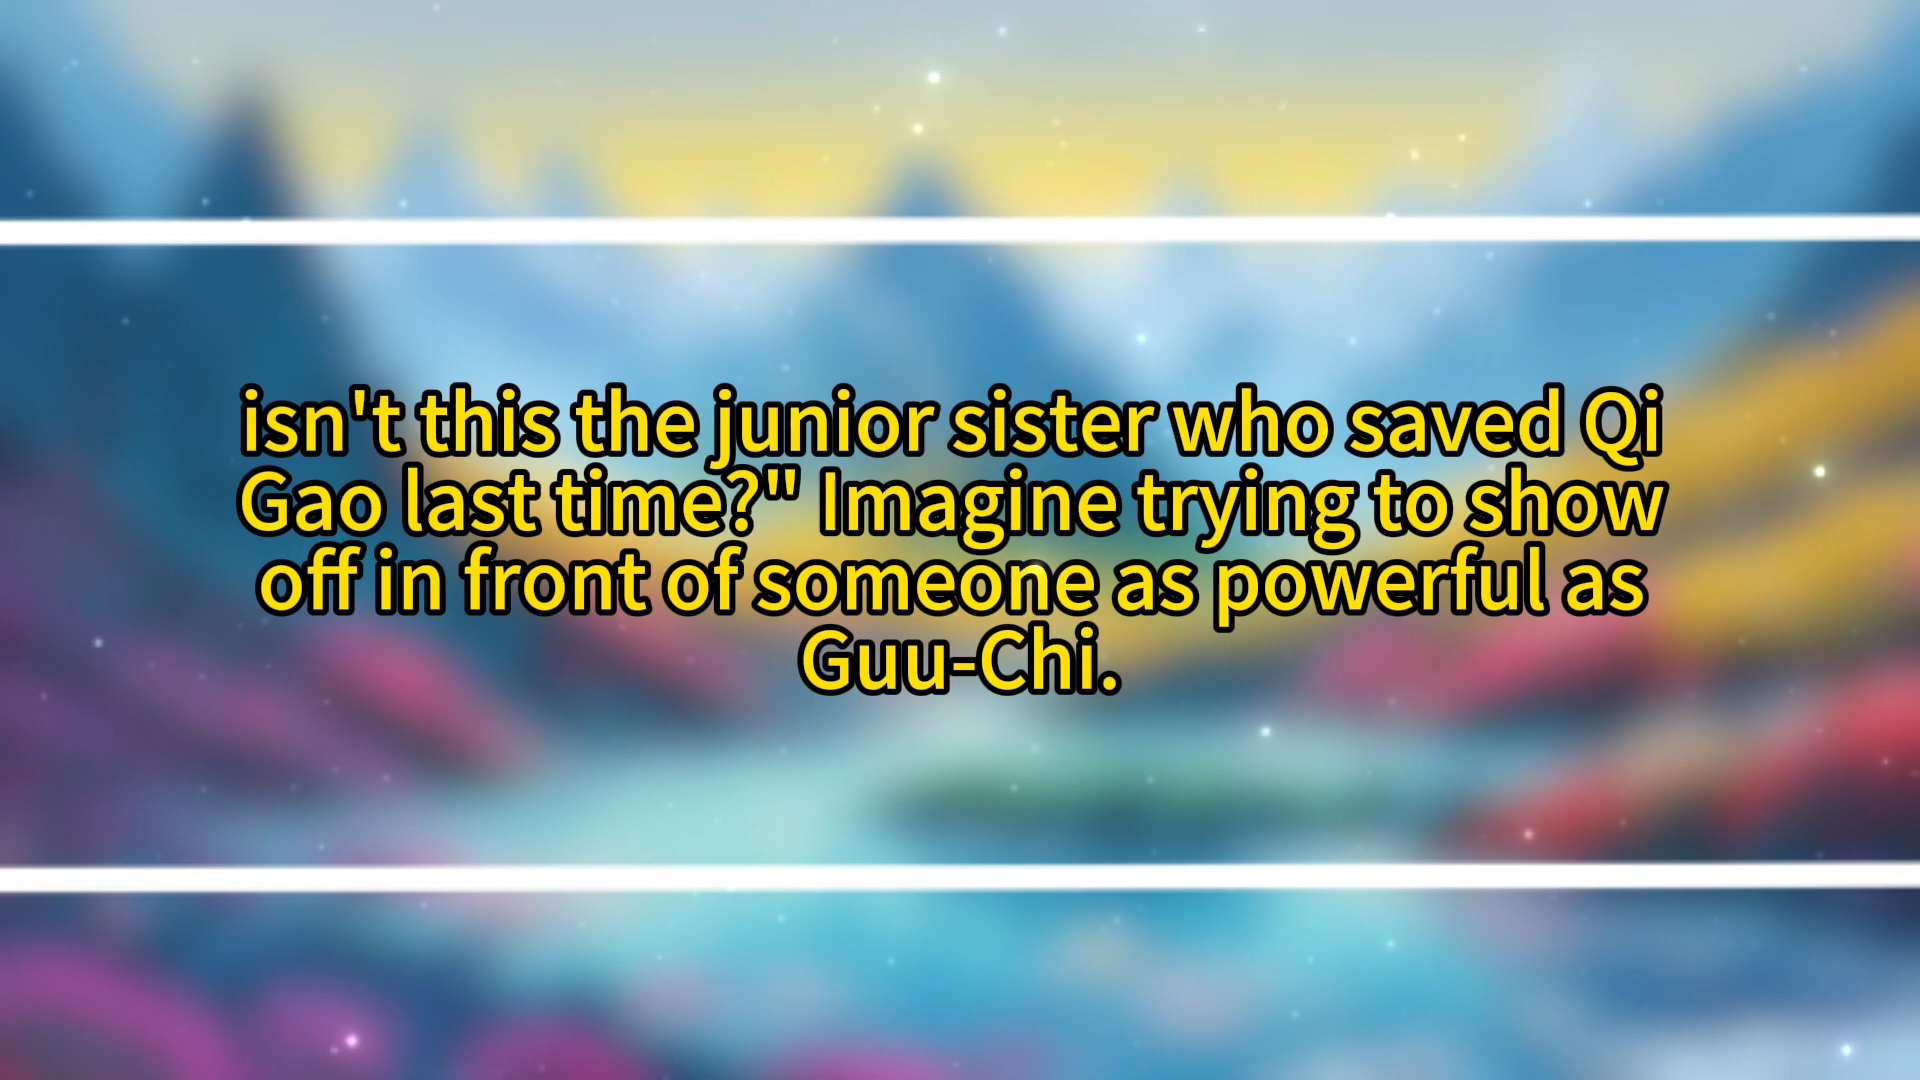 isn't this the junior sister who saved Qi
Gao last time?" Imagine trying to show
off in front of someone as powerful as
Guu-Chi.